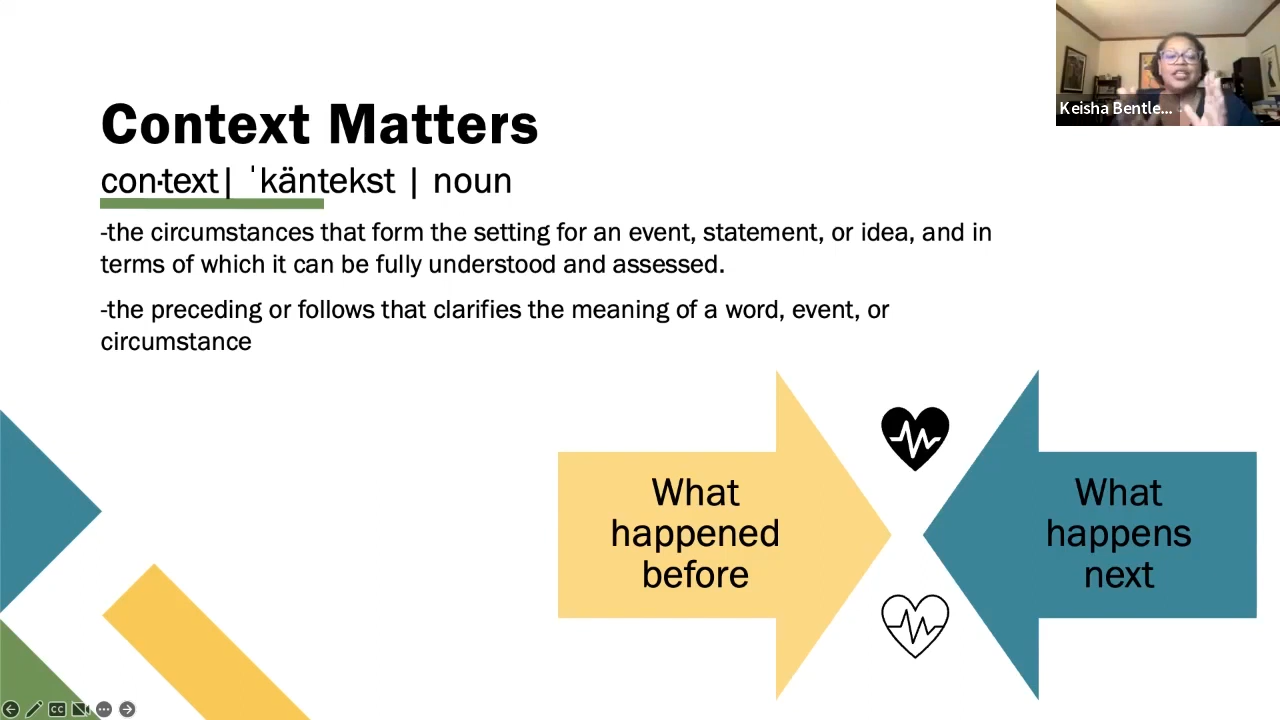 Context Matters
con·text| ˈkäntekst | noun
-the circumstances that form the setting for an event, statement, or idea, and in
terms of which it can be fully understood and assessed.
-the preceding or follows that clarifies the meaning of a word, event, or
circumstance
What
happened
before
What
happens
next
Keisha Bentle...
CC